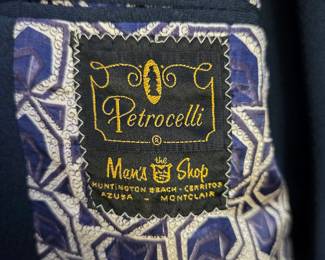 Petrocelli
®
the
Man's Shop
HUNTINGTON BEACH - CERRITOS
AZUSA - MONTCLAIR